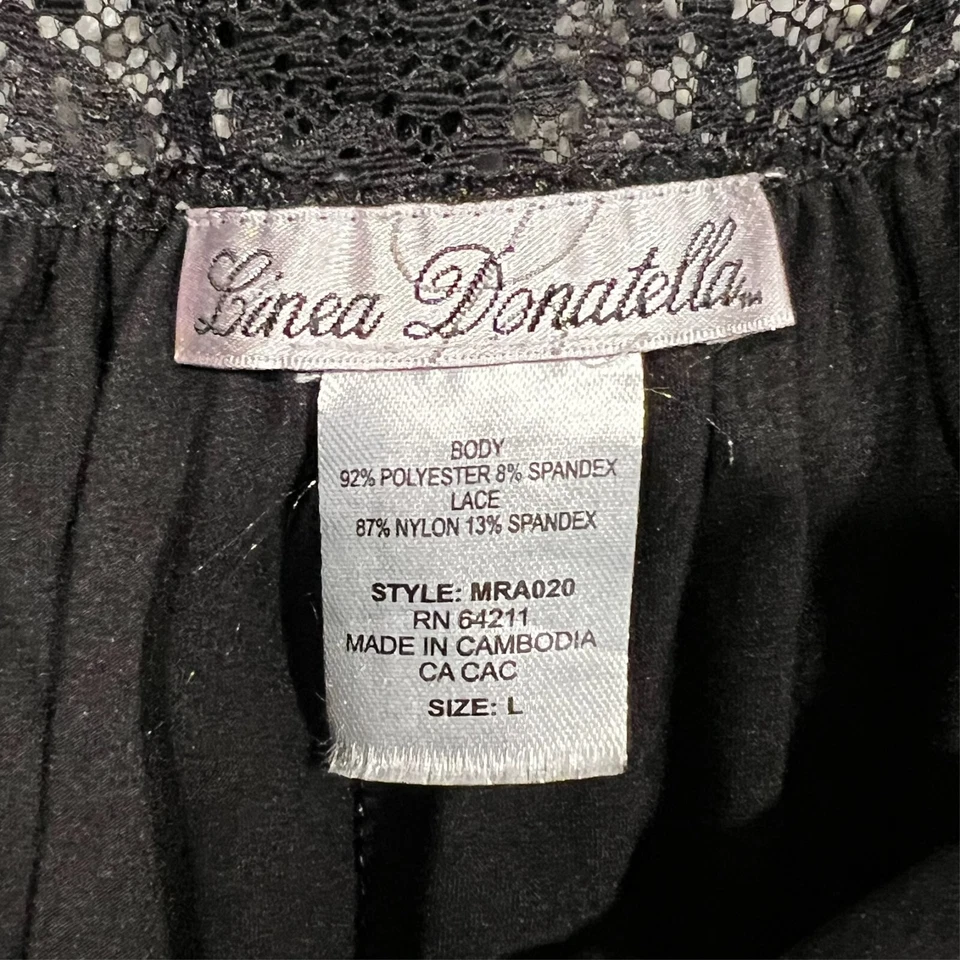 Linea Donatella™
BODY
92% POLYESTER 8% SPANDEX
LACE
87% NYLON 13% SPANDEX
STYLE: MRA020
RN 64211
MADE IN CAMBODIA
CA CAC
SIZE: L